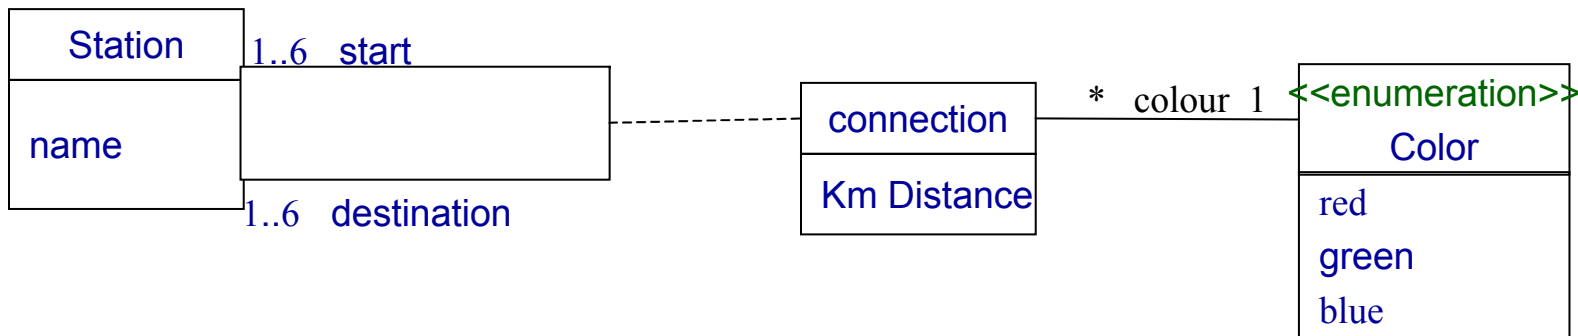 Station
name
1..6 start
1..6 destination
connection
Km Distance
* colour 1
<<enumeration>>
Color
red
green
blue